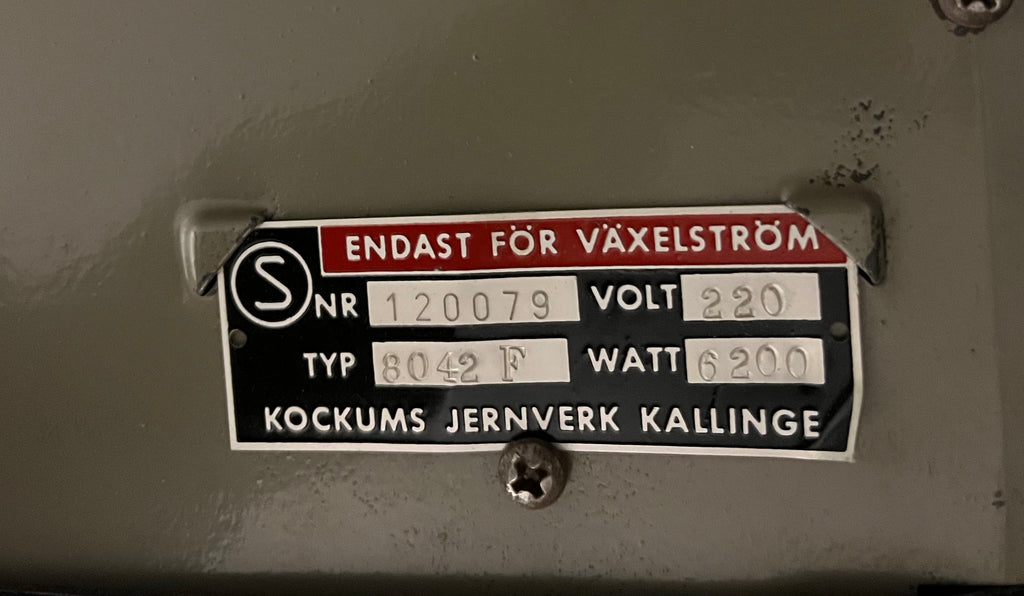 ENDAST FÖR VÄXELSTRÖM
S NR 120079 VOLT 220
TYP 8042 F WATT 6200
KOCKUMS JERNVERK KALLINGE